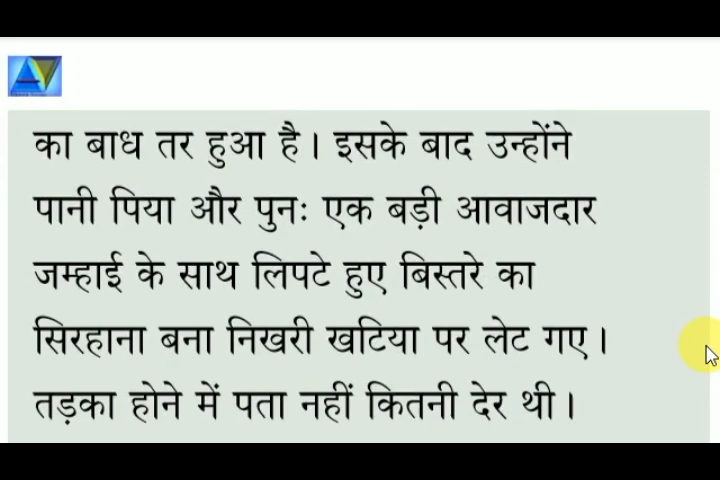 का बाध तर हुआ है। इसके बाद उन्होंने
पानी पिया और पुनः एक बड़ी आवाजदार
जम्हाई के साथ लिपटे हुए बिस्तरे का
सिरहाना बना निखरी खटिया पर लेट गए।
तड़का होने में पता नहीं कितनी देर थी।